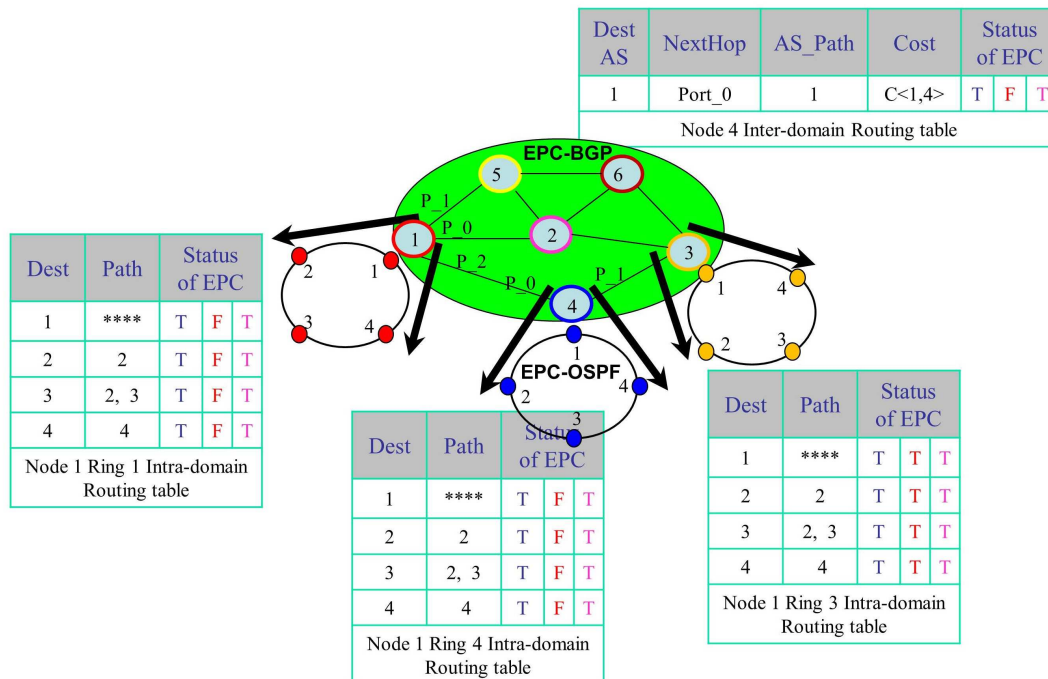 Dest AS NextHop AS_Path Cost Status of EPC
1 Port_0 1 C<1,4> T F T
Node 4 Inter-domain Routing table
EPC-BGP
5 6
P_1
1 P_0 2 3
P_2 P_0 P_1
4
2 1
3 4
1 4
2 3
1
EPC-OSPF
2 4
3
Dest Path Status of EPC
1 **** T F T
2 2 T F T
3 2, 3 T F T
4 4 T F T
Node 1 Ring 1 Intra-domain
Routing table
Dest Path Status of EPC
1 **** T F T
2 2 T F T
3 2, 3 T F T
4 4 T F T
Node 1 Ring 4 Intra-domain
Routing table
Dest Path Status of EPC
1 **** T T T
2 2 T T T
3 2, 3 T T T
4 4 T T T
Node 1 Ring 3 Intra-domain
Routing table